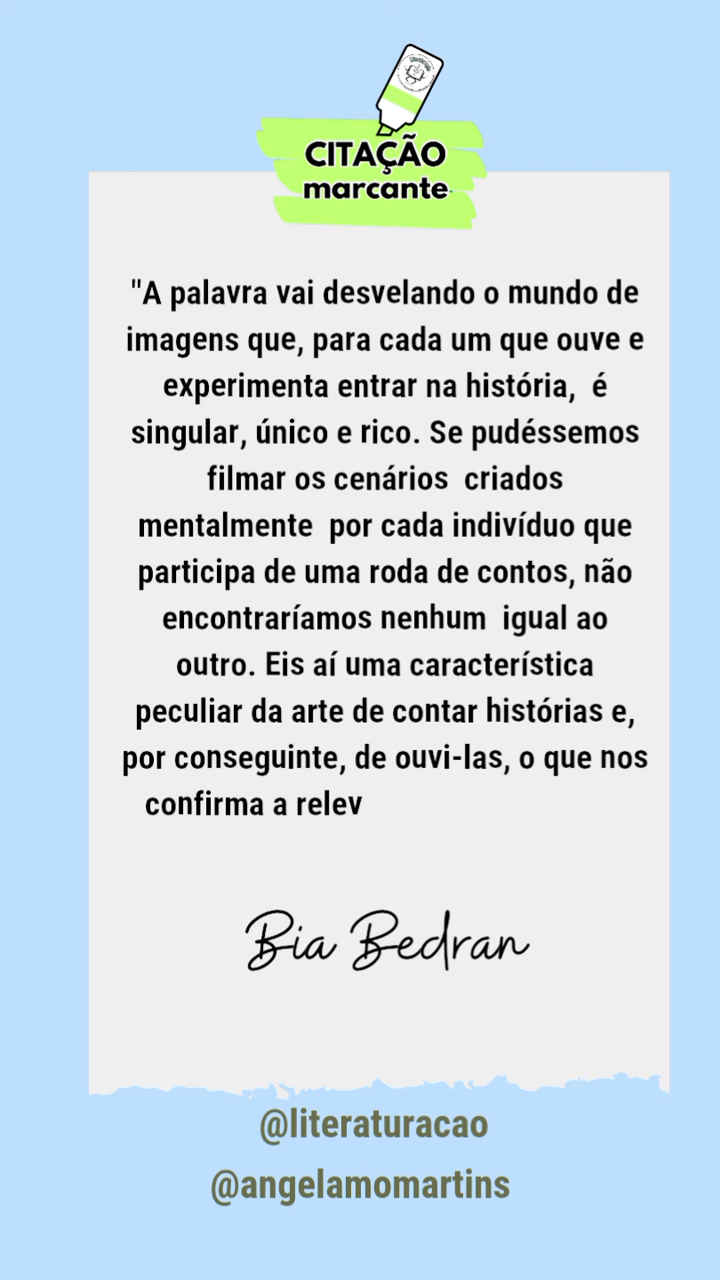 CITAÇÃO
marcante
"A palavra vai desvelando o mundo de
imagens que, para cada um que ouve e
experimenta entrar na história, é
singular, único e rico. Se pudéssemos
filmar os cenários criados
mentalmente por cada indivíduo que
participa de uma roda de contos, não
encontraríamos nenhum igual ao
outro. Eis aí uma característica
peculiar da arte de contar histórias e,
por conseguinte, de ouvi-las, o que nos
confirma a relev
Bia Bedran
@literaturacao
@angelamomartins